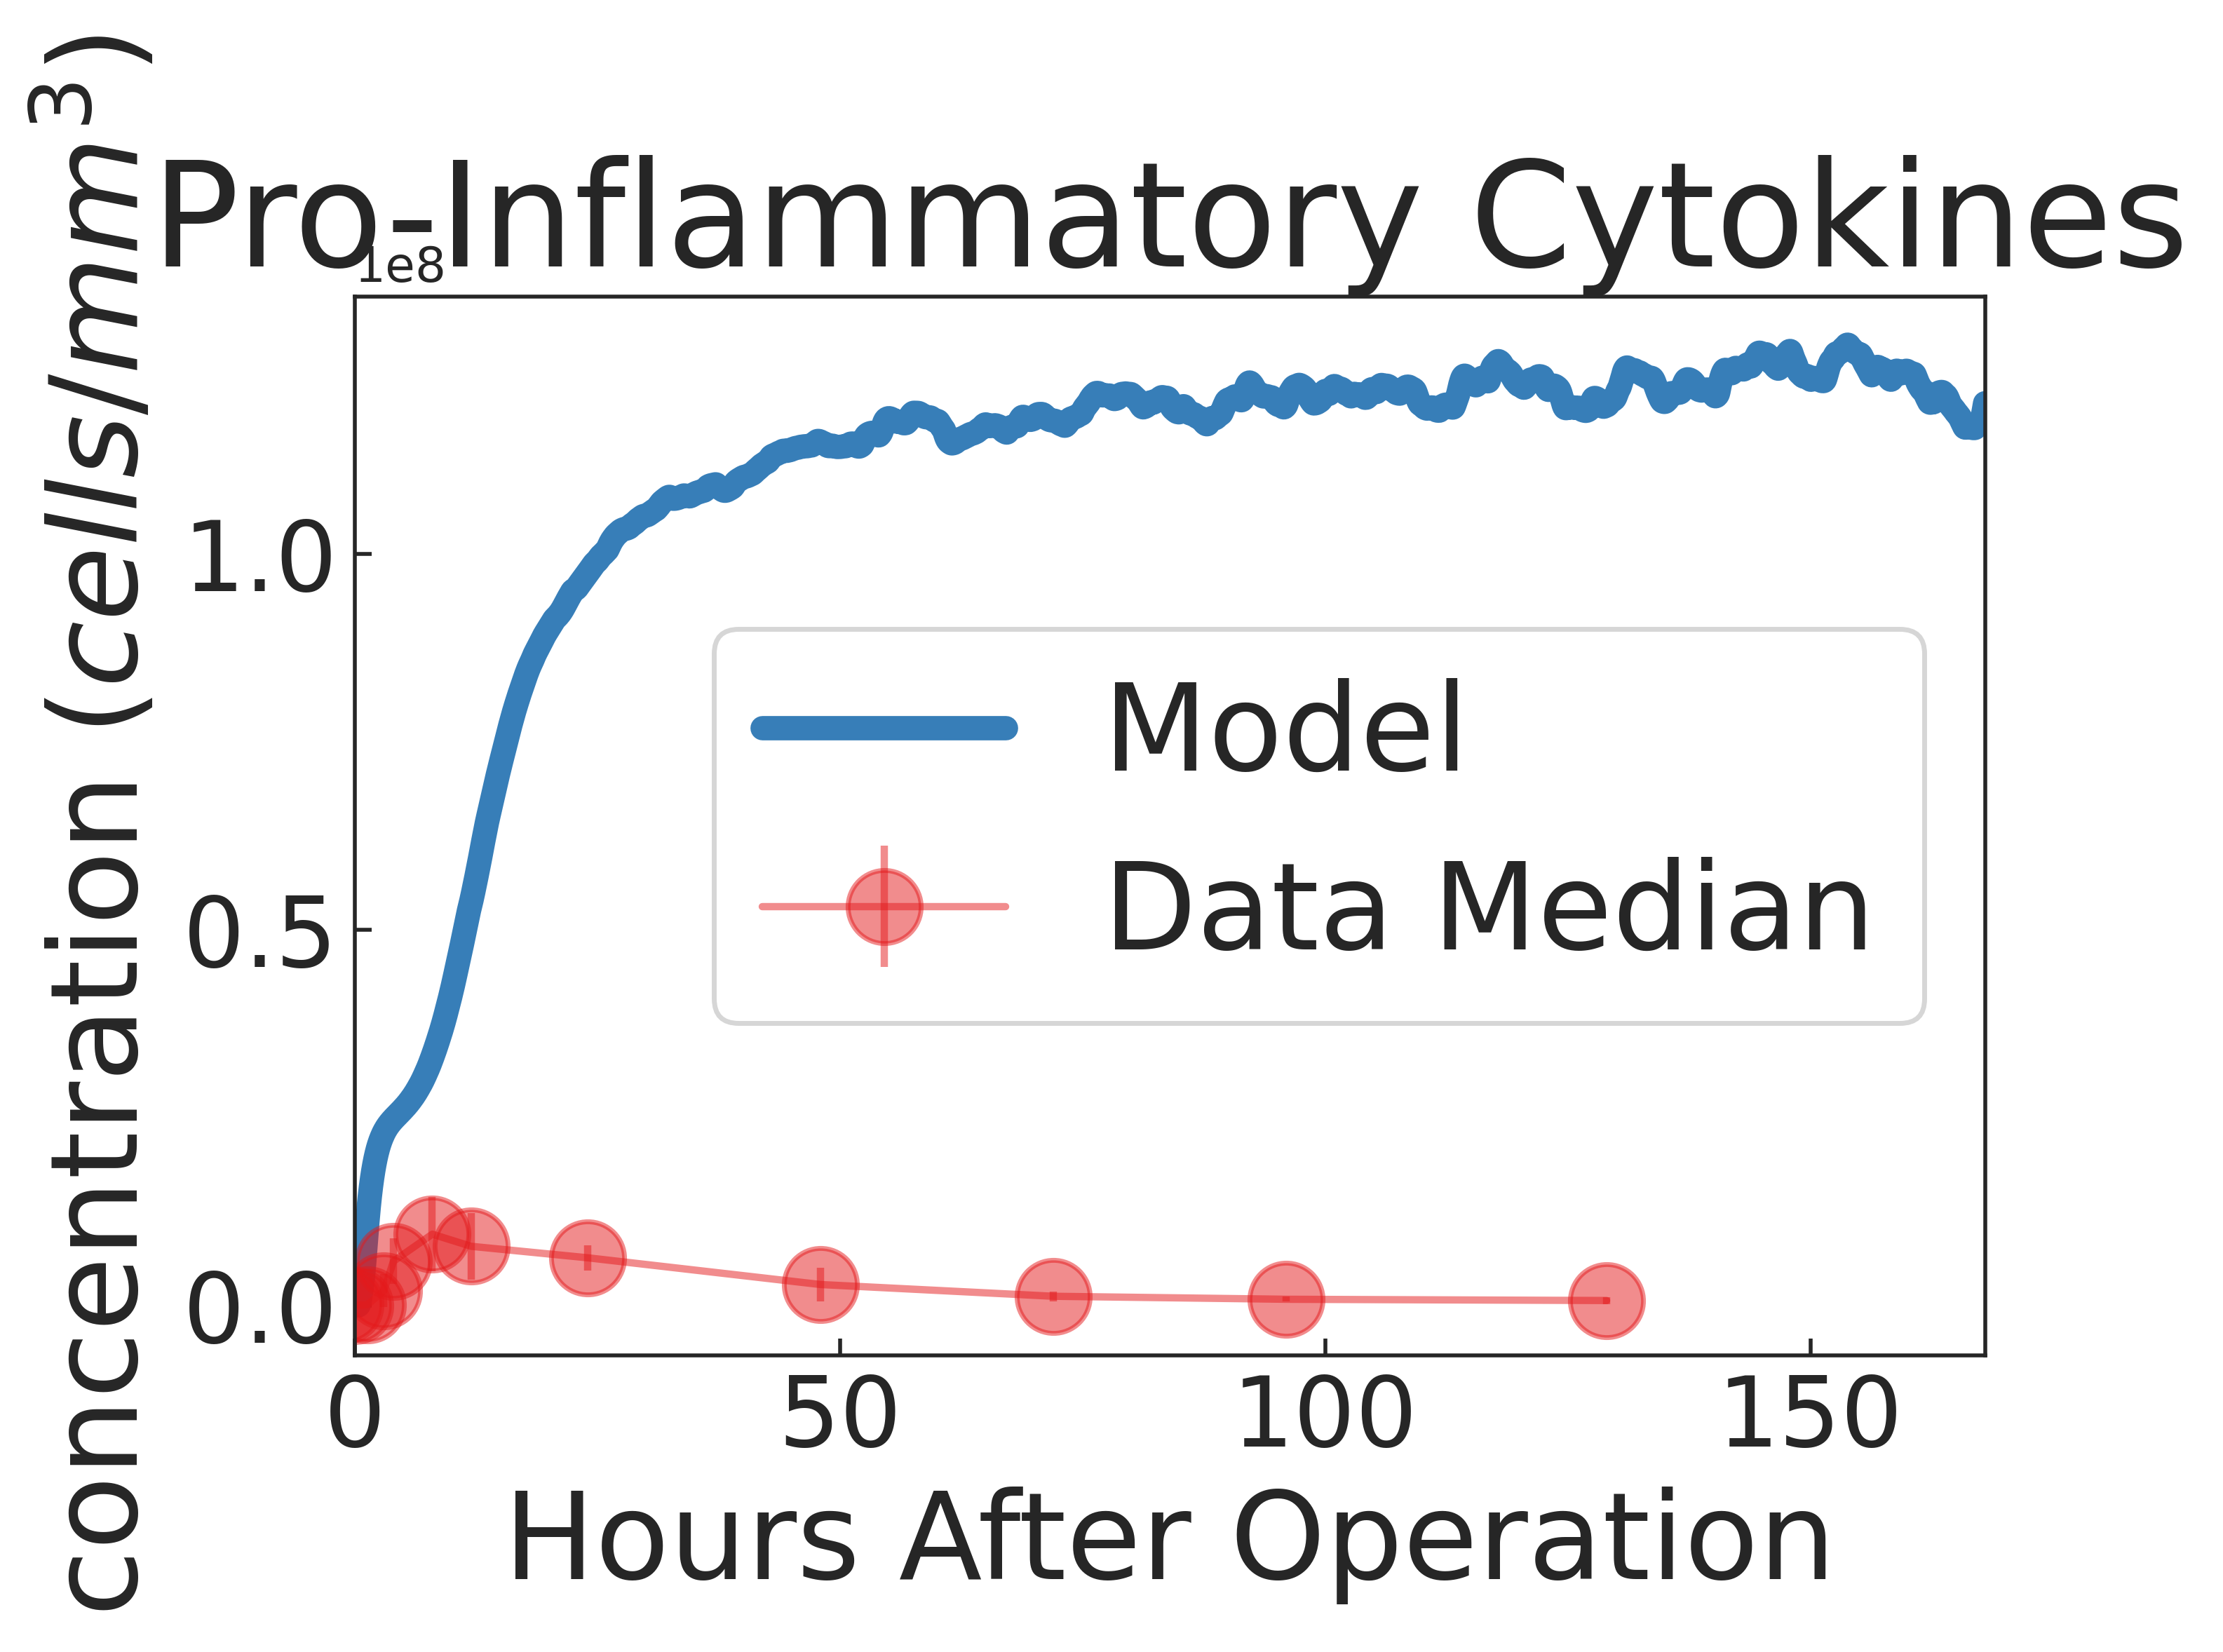 Pro-Inflammatory Cytokines
1e8
concentration (cells/mm³)
1.0
0.5
0.0
Model
Data Median
0
50
100
150
Hours After Operation